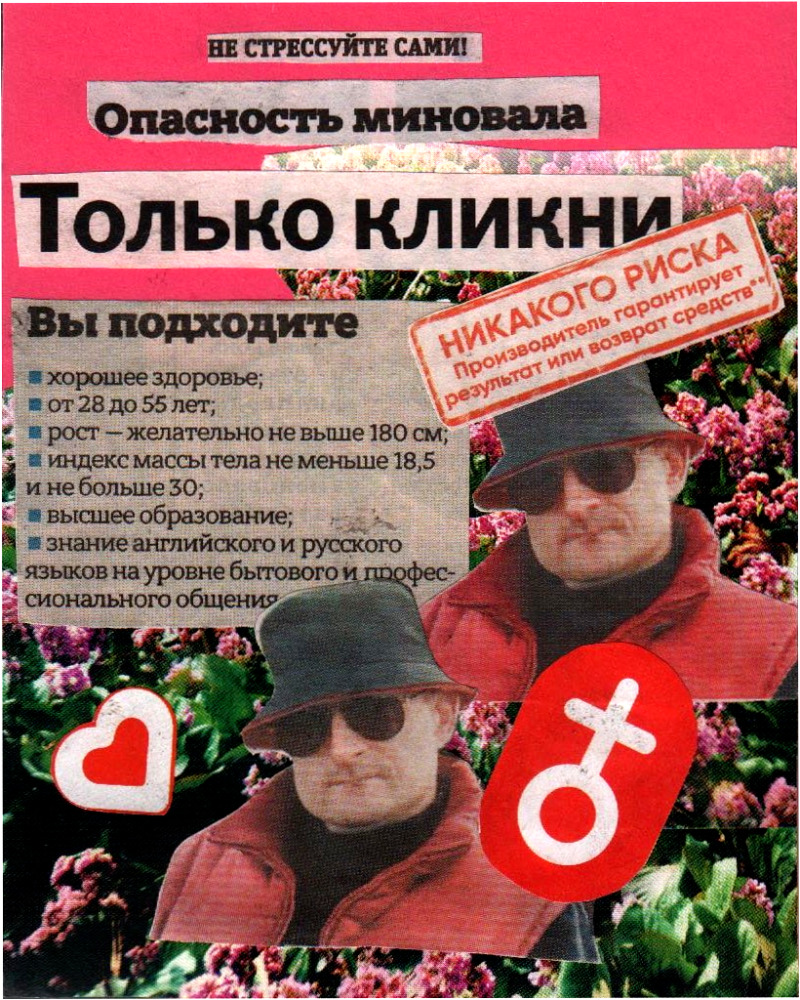 НЕ СТРЕССУЙТЕ САМИ!
Опасность миновала
Только кликни
НИКАКОГО РИСКА
Производитель гарантирует
результат или возврат средств**
Вы подходите
хорошее здоровье;
от 28 до 55 лет;
рост — желательно не выше 180 см;
индекс массы тела не меньше 18,5
и не больше 30;
высшее образование;
знание английского и русского
языков на уровне бытового и профес-
сионального общения